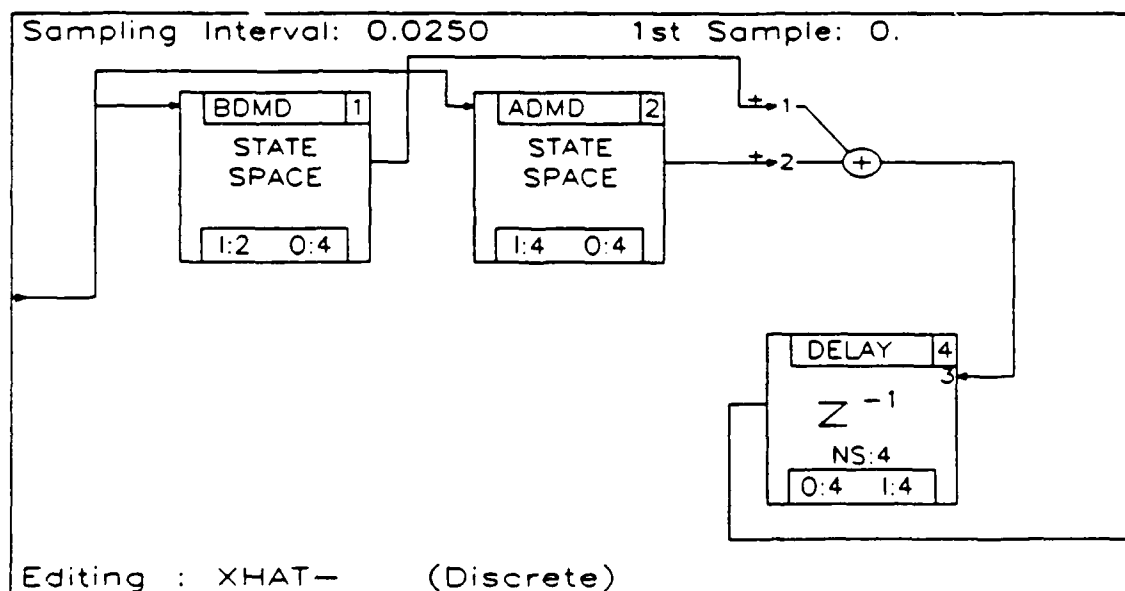 Sampling Interval: 0.0250 1st Sample: 0.
BDMD 1
STATE
SPACE
I:2 O:4
ADMD 2
STATE
SPACE
I:4 O:4
+ 1
+ 2
+
DELAY 4
3
Z -1
NS:4
O:4 I:4
Editing : XHAT- (Discrete)